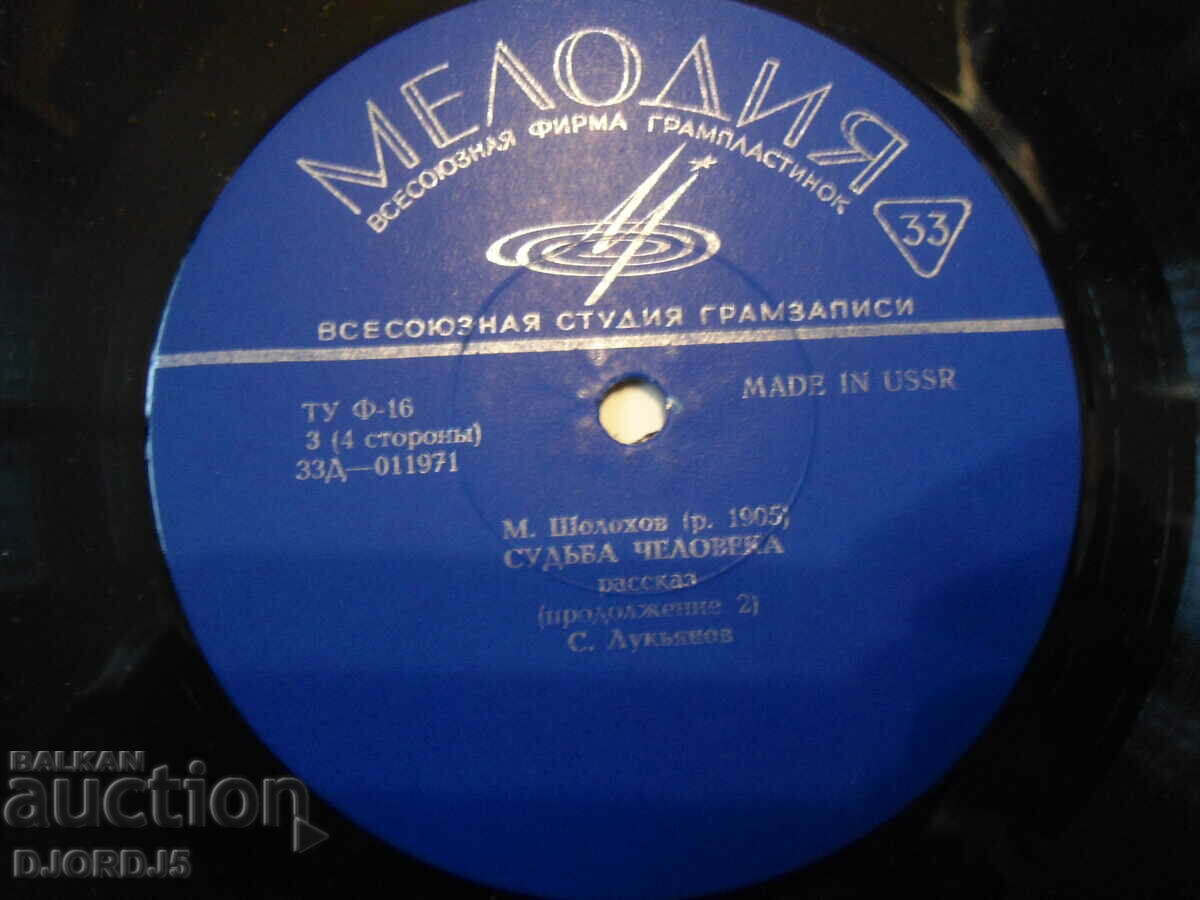 МЕЛОДИЯ
ВСЕСОЮЗНАЯ ФИРМА ГРАМПЛАСТИНОК
33
ВСЕСОЮЗНАЯ СТУДИЯ ГРАМЗАПИСИ
MADE IN USSR
ТУ Ф-16
3 (4 стороны)
33Д—011971
М. Шолохов (р. 1905)
СУДЬБА ЧЕЛОВЕКА
рассказ
(продолжение 2)
С. Лукьянов
BALKAN
auction
DJORDJ5